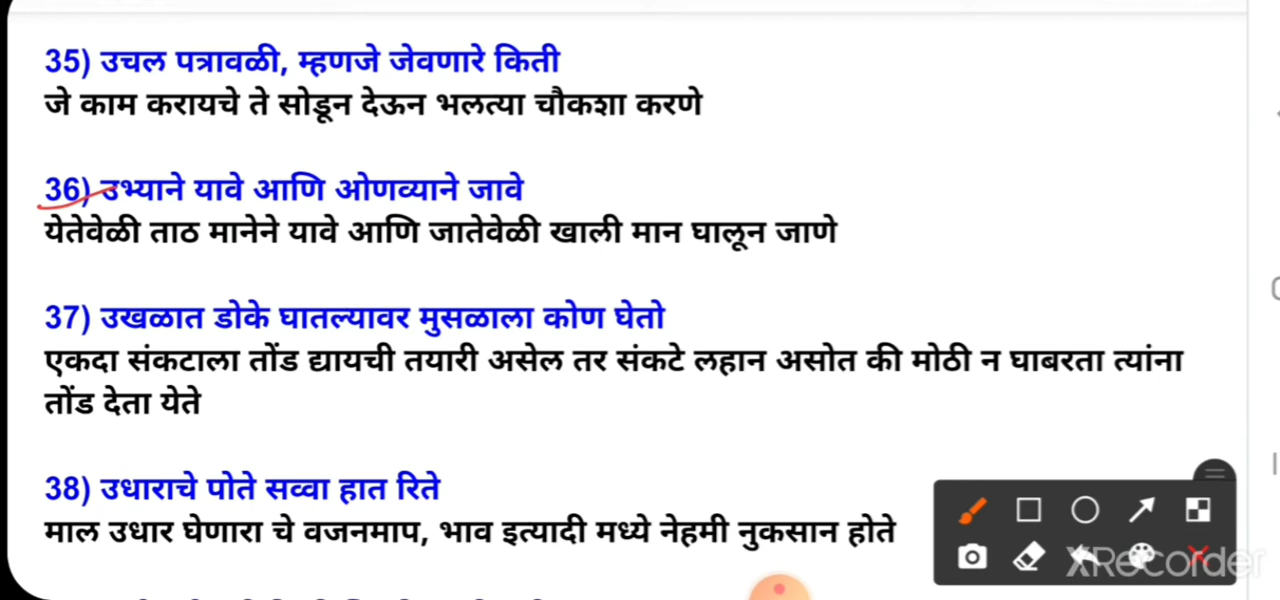 35) उचल पत्रावळी, म्हणजे जेवणारे किती
जे काम करायचे ते सोडून देऊन भलत्या चौकशा करणे
36) उभ्याने यावे आणि ओणव्याने जावे
येतेवेळी ताठ मानेने यावे आणि जातेवेळी खाली मान घालून जाणे
37) उखळात डोके घातल्यावर मुसळाला कोण घेतो
एकदा संकटाला तोंड द्यायची तयारी असेल तर संकटे लहान असोत की मोठी न घाबरता त्यांना
तोंड देता येते
38) उधाराचे पोते सव्वा हात रिते
माल उधार घेणारा चे वजनमाप, भाव इत्यादी मध्ये नेहमी नुकसान होते
XRecorder